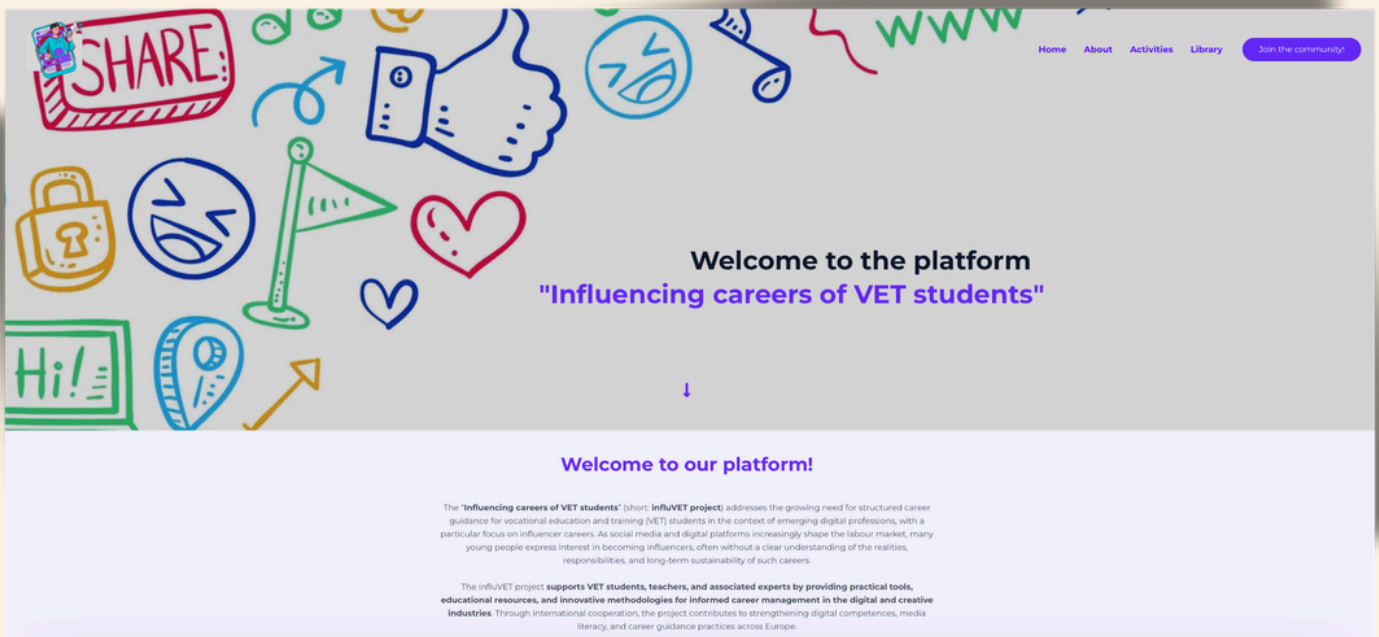 SHARE
WWW
Home About Activities Library Join the community!
Welcome to the platform
"Influencing careers of VET students"
Hi!
Welcome to our platform!
The "Influencing careers of VET students" (short: influVET project) addresses the growing need for structured career
guidance for vocational education and training (VET) students in the context of emerging digital professions, with a
particular focus on influencer careers. As social media and digital platforms increasingly shape the labour market, many
young people express interest in becoming influencers, often without a clear understanding of the realities,
responsibilities, and long-term sustainability of such careers.
The influVET project supports VET students, teachers, and associated experts by providing practical tools,
educational resources, and innovative methodologies for informed career management in the digital and creative
industries. Through international cooperation, the project contributes to strengthening digital competences, media
literacy, and career guidance practices across Europe.